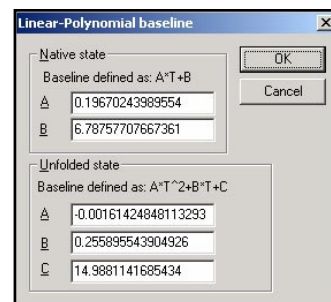 Linear-Polynomial baseline
Native state
Baseline defined as: A*T+B
A 0.19670243989554
B 6.78757707667361
OK
Cancel
Unfolded state
Baseline defined as: A*T^2+B*T+C
A -0.00161424848113293
B 0.255895543904926
C 14.9881141685434